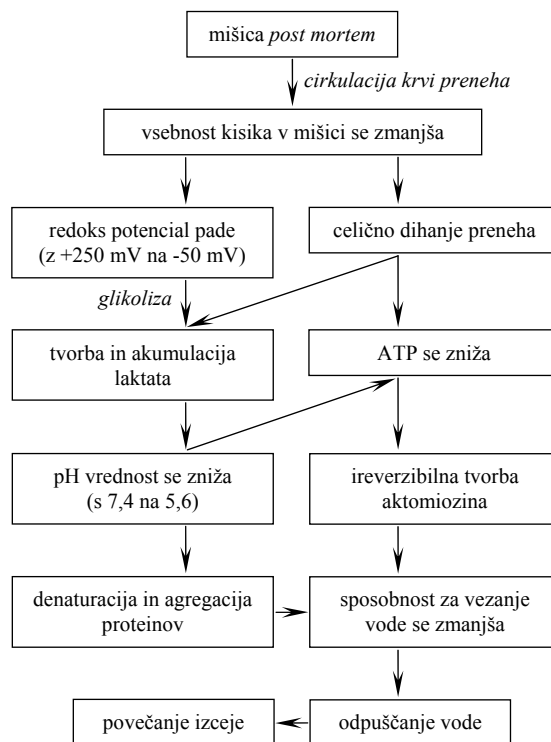 mišica post mortem
cirkulacija krvi preneha
vsebnost kisika v mišici se zmanjša
redoks potencial pade
(z +250 mV na -50 mV)
celično dihanje preneha
glikoliza
tvorba in akumulacija
laktata
ATP se zniža
pH vrednost se zniža
(s 7,4 na 5,6)
ireverzibilna tvorba
aktomiozina
denaturacija in agregacija
proteinov
sposobnost za vezanje
vode se zmanjša
povečanje izceje
odpuščanje vode